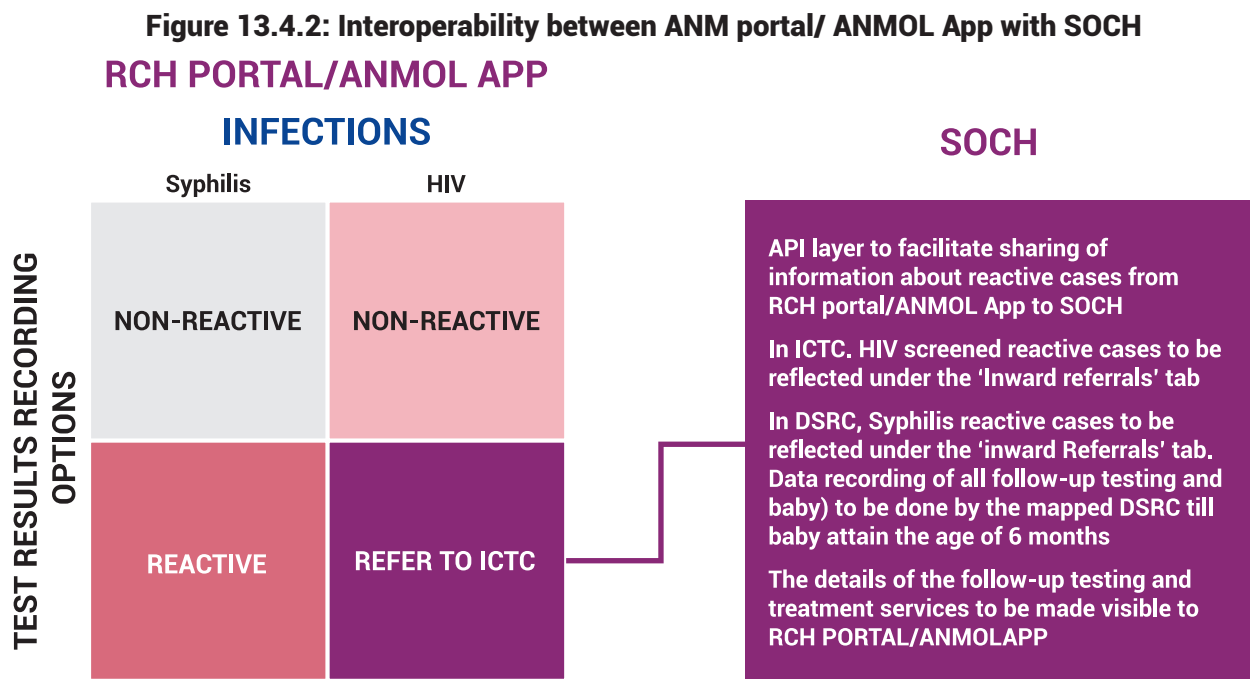 Figure 13.4.2: Interoperability between ANM portal/ ANMOL App with SOCH
RCH PORTAL/ANMOL APP
INFECTIONS
Syphilis
HIV
TEST RESULTS RECORDING
OPTIONS
NON-REACTIVE
NON-REACTIVE
REACTIVE
REFER TO ICTC
SOCH
API layer to facilitate sharing of
information about reactive cases from
RCH portal/ANMOL App to SOCH
In ICTC. HIV screened reactive cases to be
reflected under the ‘Inward referrals’ tab
In DSRC, Syphilis reactive cases to be
reflected under the ‘inward Referrals’ tab.
Data recording of all follow-up testing and
baby) to be done by the mapped DSRC till
baby attain the age of 6 months
The details of the follow-up testing and
treatment services to be made visible to
RCH PORTAL/ANMOLAPP